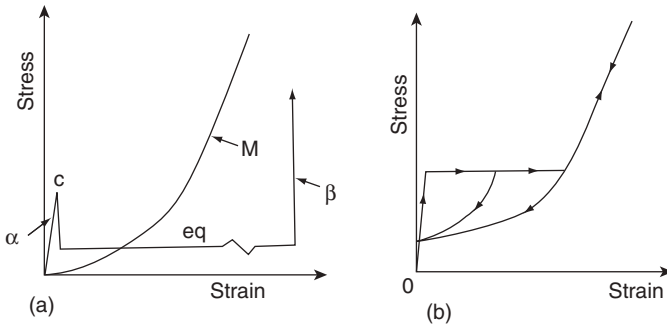 Stress
c
α
M
eq
β
Strain
(a)
Stress
0
Strain
(b)